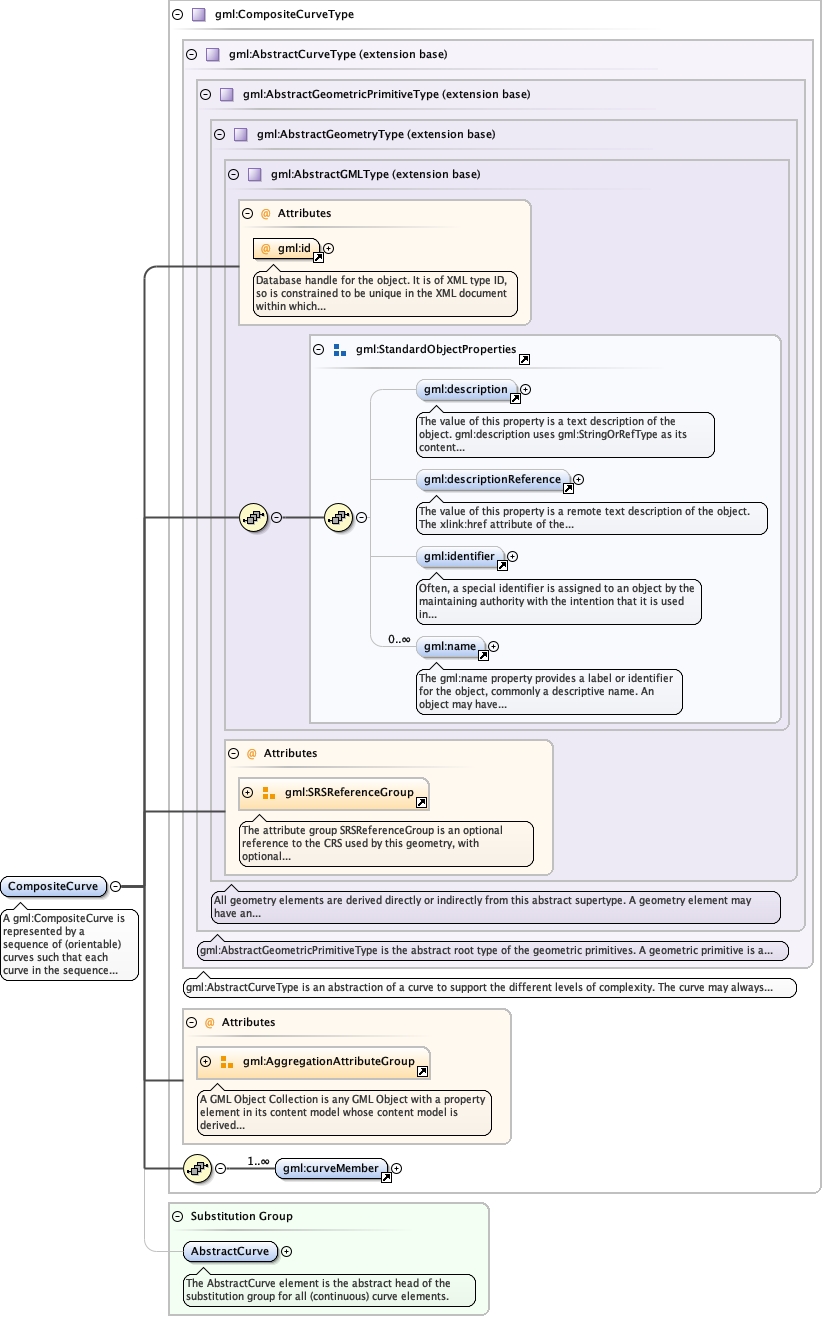 gml:CompositeCurveType
gml:AbstractCurveType (extension base)
gml:AbstractGeometricPrimitiveType (extension base)
gml:AbstractGeometryType (extension base)
gml:AbstractGMLType (extension base)
@ Attributes
@ gml:id
Database handle for the object. It is of XML type ID,
so is constrained to be unique in the XML document
within which...
gml:StandardObjectProperties
gml:description
The value of this property is a text description of the
object. gml:description uses gml:StringOrRefType as its
content...
gml:descriptionReference
The value of this property is a remote text description of the object.
The xlink:href attribute of the...
gml:identifier
Often, a special identifier is assigned to an object by the
maintaining authority with the intention that it is used
in...
0..∞
gml:name
The gml:name property provides a label or identifier
for the object, commonly a descriptive name. An
object may have...
@ Attributes
gml:SRSReferenceGroup
The attribute group SRSReferenceGroup is an optional
reference to the CRS used by this geometry, with
optional...
CompositeCurve
A gml:CompositeCurve is
represented by a
sequence of (orientable)
curves such that each
curve in the sequence...
All geometry elements are derived directly or indirectly from this abstract supertype. A geometry element may
have an...
gml:AbstractGeometricPrimitiveType is the abstract root type of the geometric primitives. A geometric primitive is a...
gml:AbstractCurveType is an abstraction of a curve to support the different levels of complexity. The curve may always...
@ Attributes
gml:AggregationAttributeGroup
A GML Object Collection is any GML Object with a property
element in its content model whose content model is
derived...
1..∞
gml:curveMember
Substitution Group
AbstractCurve
The AbstractCurve element is the abstract head of the
substitution group for all (continuous) curve elements.